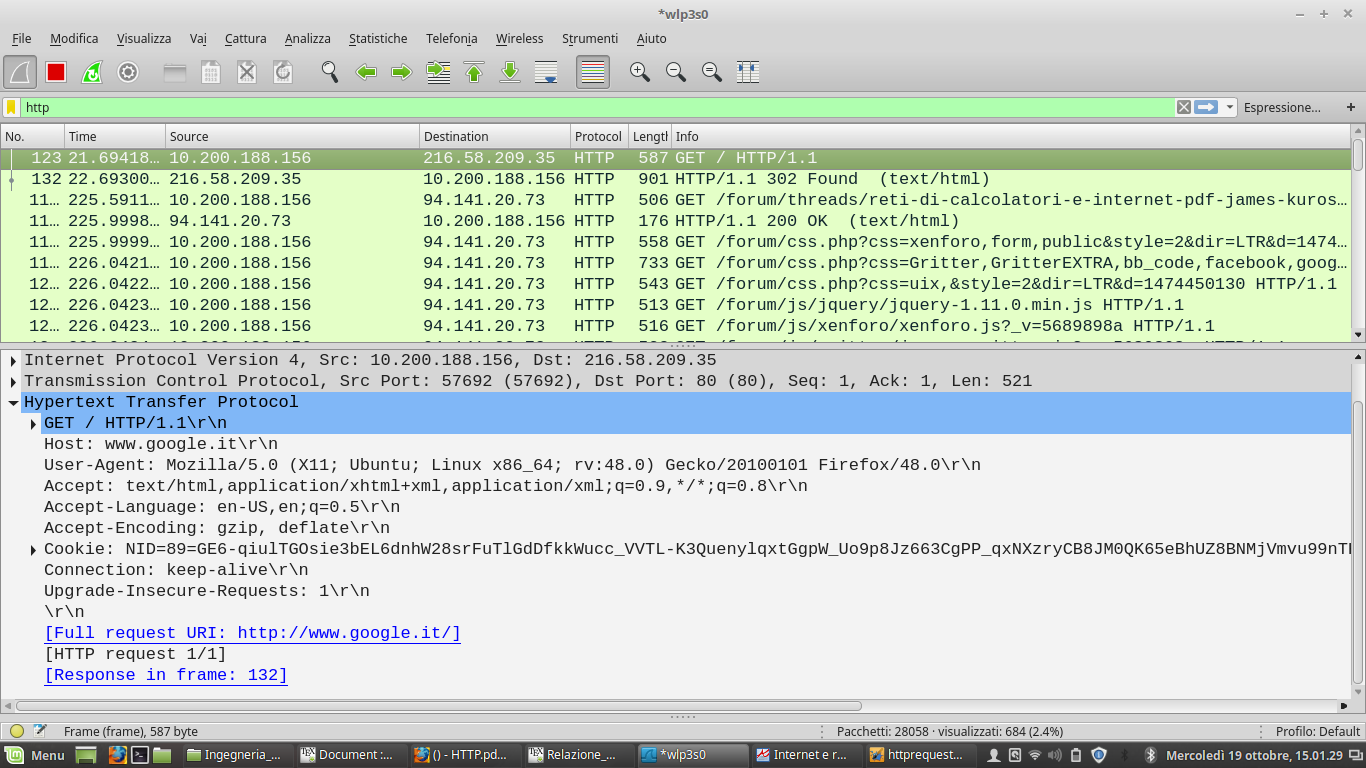 *wlp3s0
File Modifica Visualizza Vai Cattura Analizza Statistiche Telefonia Wireless Strumenti Aiuto
http Espressione... +
No. Time Source Destination Protocol Lengtl Info
123 21.69418… 10.200.188.156 216.58.209.35 HTTP 587 GET / HTTP/1.1
132 22.69300… 216.58.209.35 10.200.188.156 HTTP 901 HTTP/1.1 302 Found (text/html)
11… 225.5911… 10.200.188.156 94.141.20.73 HTTP 506 GET /forum/threads/reti-di-calcolatori-e-internet-pdf-james-kuros…
11… 225.9998… 94.141.20.73 10.200.188.156 HTTP 176 HTTP/1.1 200 OK (text/html)
11… 225.9999… 10.200.188.156 94.141.20.73 HTTP 558 GET /forum/css.php?css=xenforo,form,public&style=2&dir=LTR&d=1474…
11… 226.0421… 10.200.188.156 94.141.20.73 HTTP 733 GET /forum/css.php?css=Gritter,GritterEXTRA,bb_code,facebook,goog…
12… 226.0422… 10.200.188.156 94.141.20.73 HTTP 543 GET /forum/css.php?css=uix,&style=2&dir=LTR&d=1474450130 HTTP/1.1
12… 226.0423… 10.200.188.156 94.141.20.73 HTTP 513 GET /forum/js/jquery/jquery-1.11.0.min.js HTTP/1.1
12… 226.0423… 10.200.188.156 94.141.20.73 HTTP 516 GET /forum/js/xenforo/xenforo.js?_v=5689898a HTTP/1.1
Internet Protocol Version 4, Src: 10.200.188.156, Dst: 216.58.209.35
Transmission Control Protocol, Src Port: 57692 (57692), Dst Port: 80 (80), Seq: 1, Ack: 1, Len: 521
Hypertext Transfer Protocol
GET / HTTP/1.1\r\n
Host: www.google.it\r\n
User-Agent: Mozilla/5.0 (X11; Ubuntu; Linux x86_64; rv:48.0) Gecko/20100101 Firefox/48.0\r\n
Accept: text/html,application/xhtml+xml,application/xml;q=0.9,*/*;q=0.8\r\n
Accept-Language: en-US,en;q=0.5\r\n
Accept-Encoding: gzip, deflate\r\n
Cookie: NID=89=GE6-qiulTGOsie3bEL6dnhW28srFuTlGdDfkkWucc_VVTL-K3QuenylqxtGgpW_Uo9p8Jz663CgPP_qxNXzryCB8JM0QK65eBhUZ8BNMjVmvu99nTl
Connection: keep-alive\r\n
Upgrade-Insecure-Requests: 1\r\n
\r\n
[Full request URI: http://www.google.it/]
[HTTP request 1/1]
[Response in frame: 132]
Frame (frame), 587 byte Pacchetti: 28058 · visualizzati: 684 (2.4%) Profilo: Default
Menu Ingegneria_... Document :... () - HTTP.pd... Relazione_... *wlp3s0 Internet e r... httprequest... Mercoledì 19 ottobre, 15.01.29